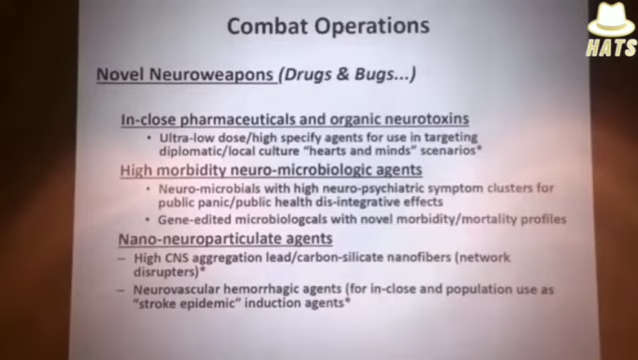 Combat Operations
HATS
Novel Neuroweapons (Drugs & Bugs...)
In-close pharmaceuticals and organic neurotoxins
• Ultra-low dose/high specify agents for use in targeting
diplomatic/local culture "hearts and minds" scenarios*
High morbidity neuro-microbiologic agents
• Neuro-microbials with high neuro-psychiatric symptom clusters for
public panic/public health dis-integrative effects
• Gene-edited microbiologcals with novel morbidity/mortality profiles
Nano-neuroparticulate agents
– High CNS aggregation lead/carbon-silicate nanofibers (network
disrupters)*
– Neurovascular hemorrhagic agents (for in-close and population use as
"stroke epidemic" induction agents*